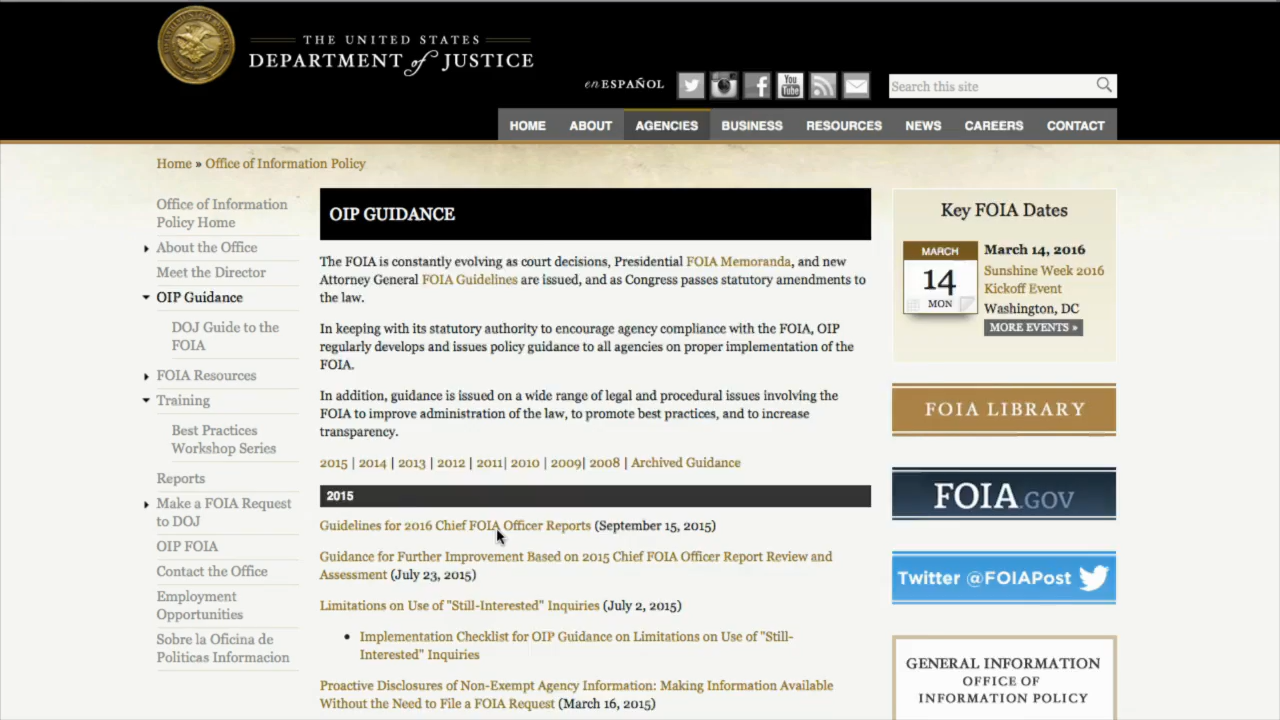 THE UNITED STATES
DEPARTMENT of JUSTICE
en ESPAÑOL
You
Tube
Search this site
HOME ABOUT AGENCIES BUSINESS RESOURCES NEWS CAREERS CONTACT
Home » Office of Information Policy
Office of Information
Policy Home
About the Office
Meet the Director
OIP Guidance
DOJ Guide to the
FOIA
FOIA Resources
Training
Best Practices
Workshop Series
Reports
Make a FOIA Request
to DOJ
OIP FOIA
Contact the Office
Employment
Opportunities
Sobre la Oficina de
Politicas Informacion
OIP GUIDANCE
The FOIA is constantly evolving as court decisions, Presidential FOIA Memoranda, and new
Attorney General FOIA Guidelines are issued, and as Congress passes statutory amendments to
the law.
In keeping with its statutory authority to encourage agency compliance with the FOIA, OIP
regularly develops and issues policy guidance to all agencies on proper implementation of the
FOIA.
In addition, guidance is issued on a wide range of legal and procedural issues involving the
FOIA to improve administration of the law, to promote best practices, and to increase
transparency.
2015 | 2014 | 2013 | 2012 | 2011| 2010 | 2009| 2008 | Archived Guidance
2015
Guidelines for 2016 Chief FOIA Officer Reports (September 15, 2015)
Guidance for Further Improvement Based on 2015 Chief FOIA Officer Report Review and
Assessment (July 23, 2015)
Limitations on Use of "Still-Interested" Inquiries (July 2, 2015)
• Implementation Checklist for OIP Guidance on Limitations on Use of "Still-
Interested" Inquiries
Proactive Disclosures of Non-Exempt Agency Information: Making Information Available
Without the Need to File a FOIA Request (March 16, 2015)
Key FOIA Dates
MARCH
14
MON
March 14, 2016
Sunshine Week 2016
Kickoff Event
Washington, DC
MORE EVENTS »
FOIA LIBRARY
FOIA.GOV
Twitter @FOIAPost
GENERAL INFORMATION
OFFICE OF
INFORMATION POLICY